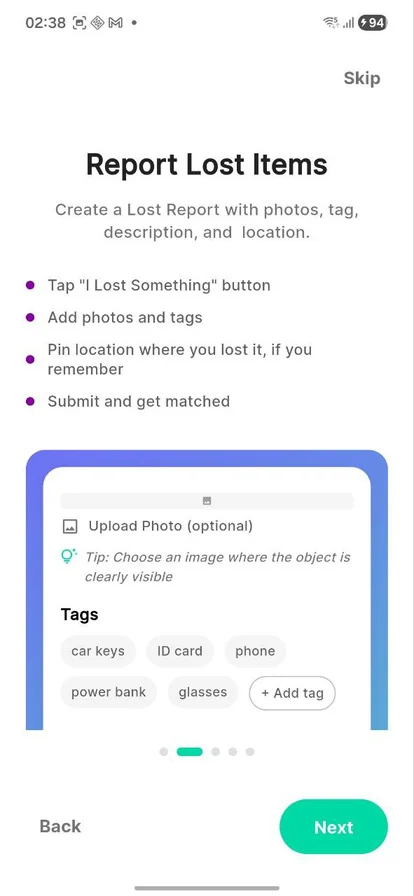 02:38
94
Skip
Report Lost Items
Create a Lost Report with photos, tag,
description, and  location.
Tap "I Lost Something" button
Add photos and tags
Pin location where you lost it, if you
remember
Submit and get matched
Upload Photo (optional)
Tip: Choose an image where the object is
clearly visible
Tags
car keys ID card phone
power bank glasses + Add tag
Back Next